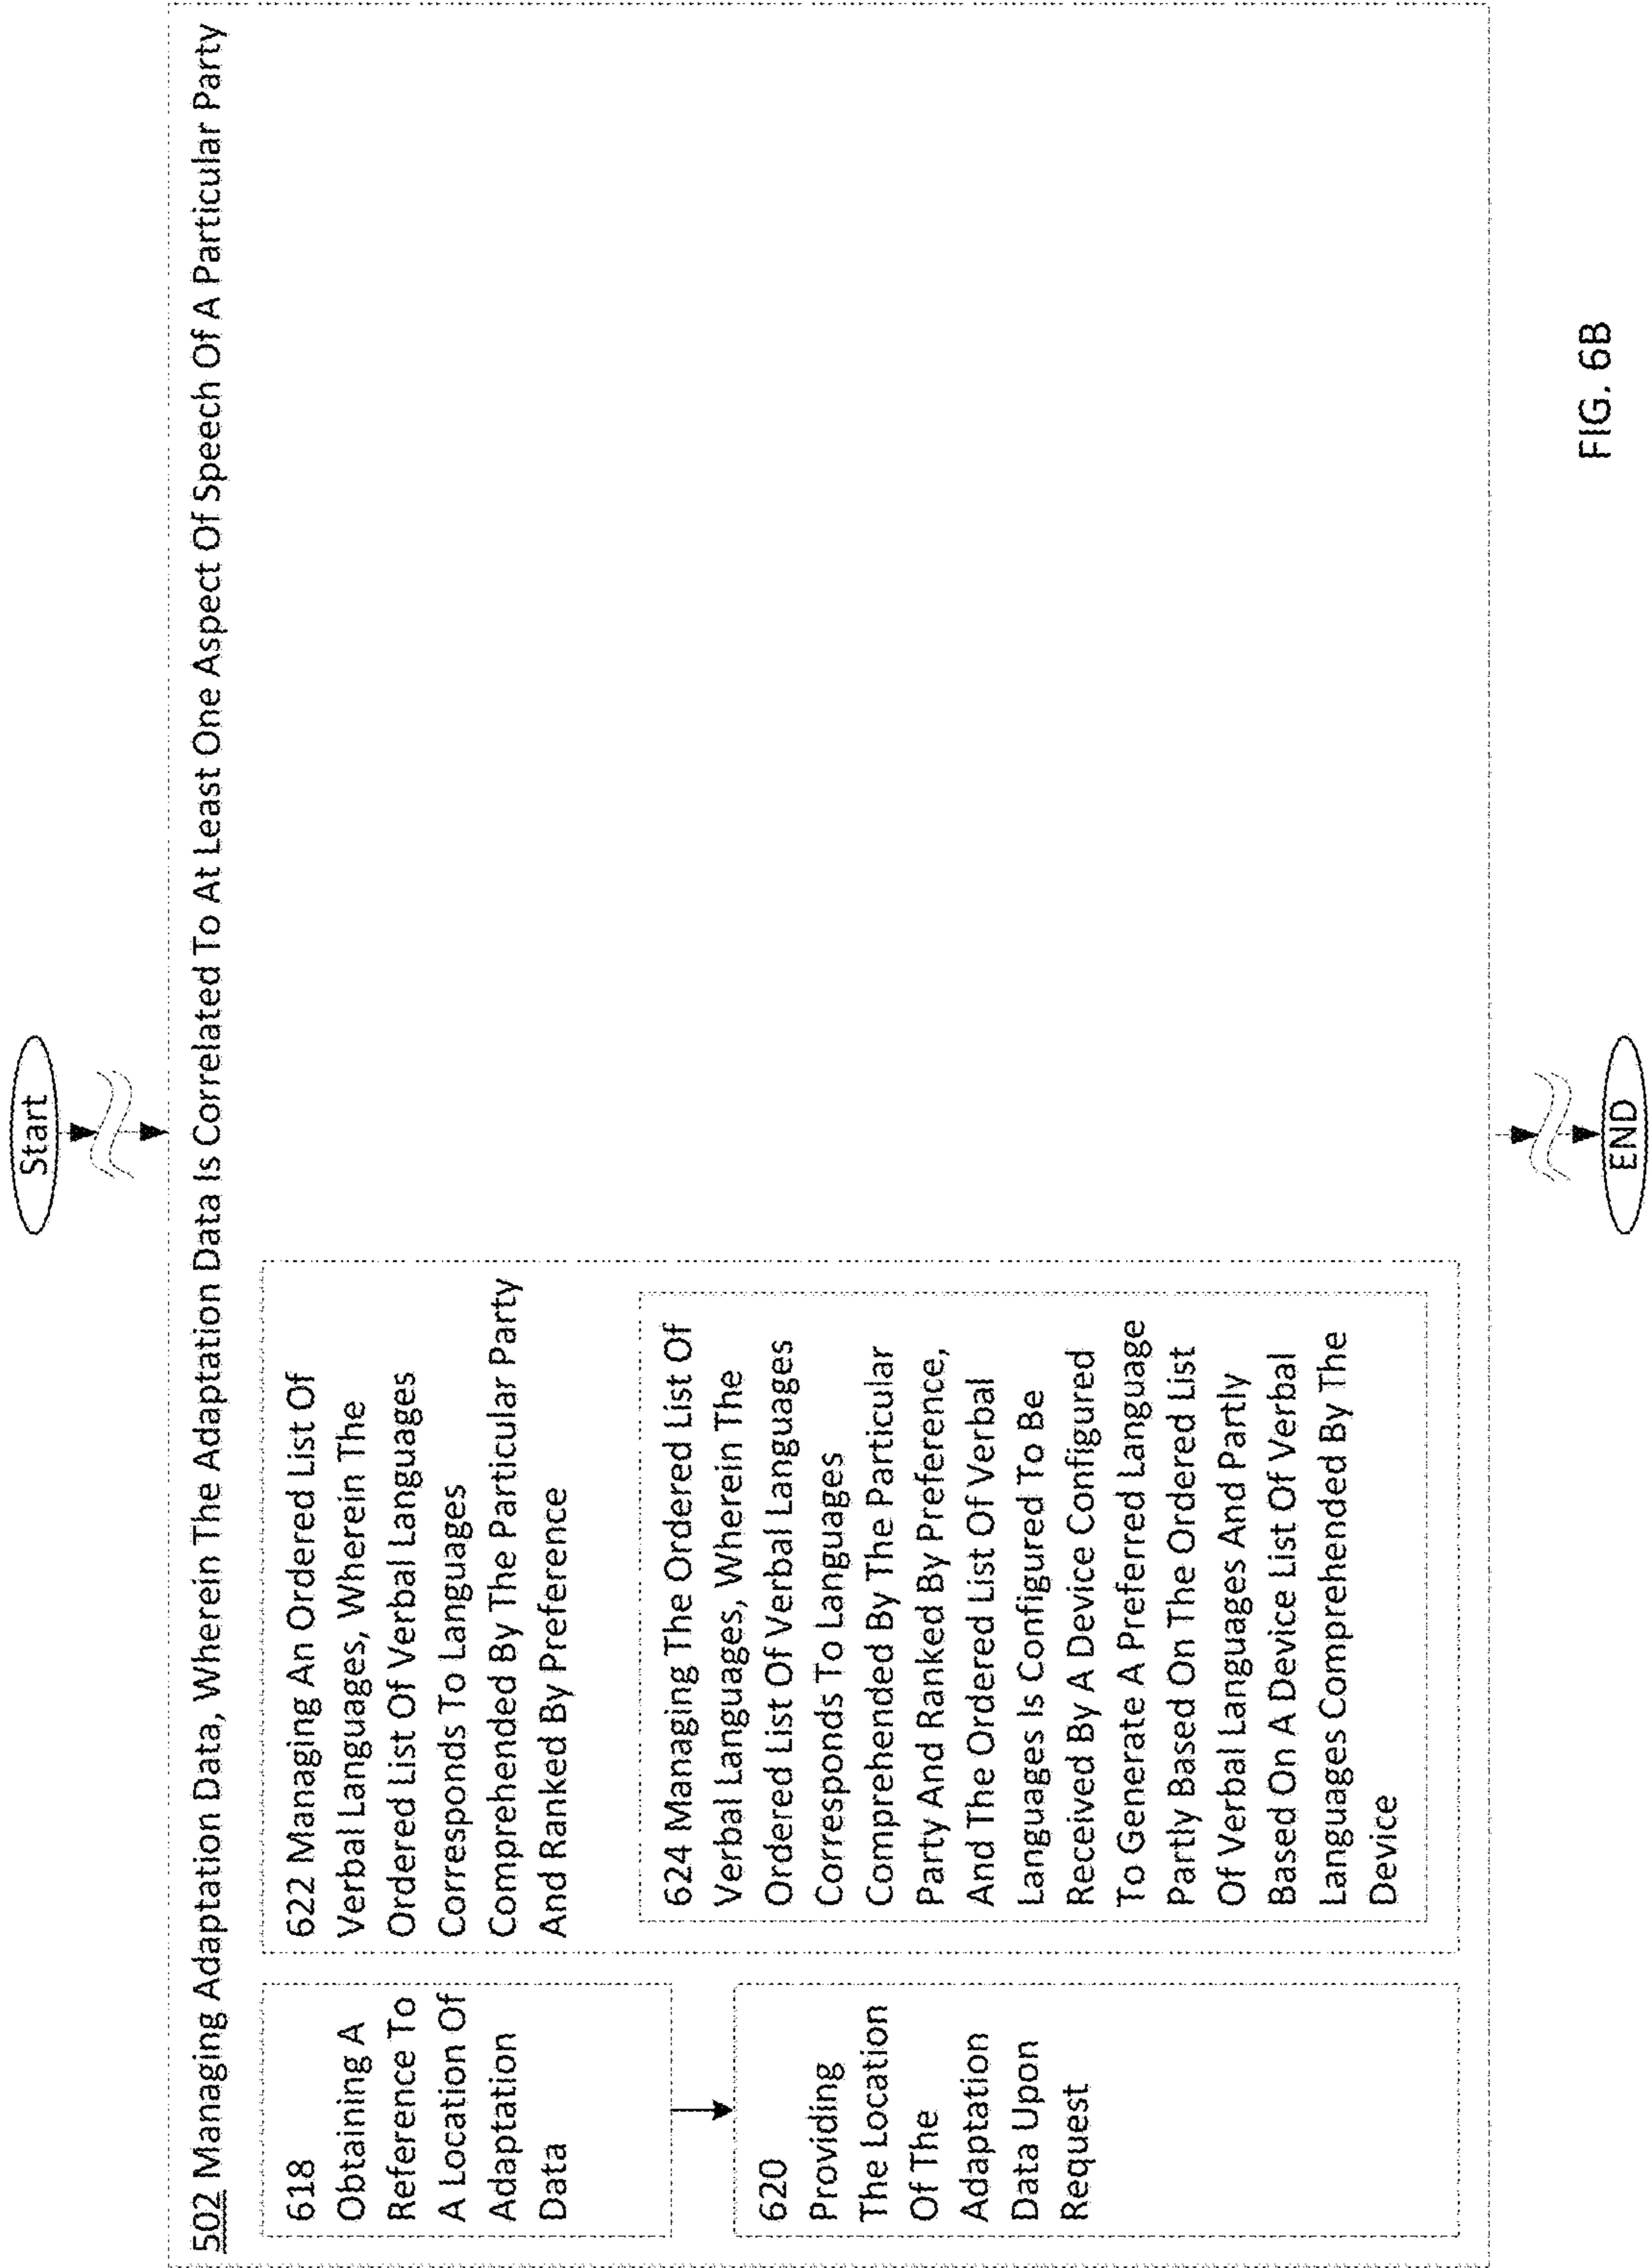 Start
502 Managing Adaptation Data, Wherein The Adaptation Data Is Correlated To At Least One Aspect Of Speech Of A Particular Party
618
Obtaining A
Reference To
A Location Of
Adaptation
Data
620
Providing
The Location
Of The
Adaptation
Data Upon
Request
622 Managing An Ordered List Of
Verbal Languages, Wherein The
Ordered List Of Verbal Languages
Corresponds To Languages
Comprehended By The Particular Party
And Ranked By Preference
624 Managing The Ordered List Of
Verbal Languages, Wherein The
Ordered List Of Verbal Languages
Corresponds To Languages
Comprehended By The Particular
Party And Ranked By Preference,
And The Ordered List Of Verbal
Languages Is Configured To Be
Received By A Device Configured
To Generate A Preferred Language
Partly Based On The Ordered List
Of Verbal Languages And Partly
Based On A Device List Of Verbal
Languages Comprehended By The
Device
END
FIG. 6B